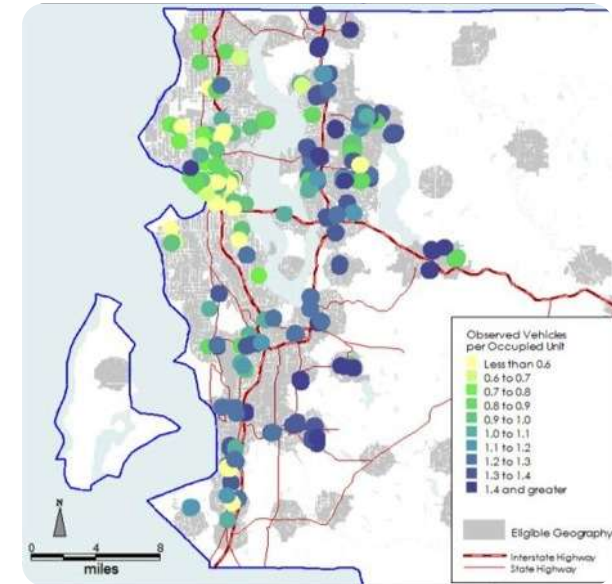 Observed Vehicles
per Occupied Unit
Less than 0.6
0.6 to 0.7
0.7 to 0.8
0.8 to 0.9
0.9 to 1.0
1.0 to 1.1
1.1 to 1.2
1.2 to 1.3
1.3 to 1.4
1.4 and greater
Eligible Geography
Interstate Highway
State Highway
N
0 4 8
miles